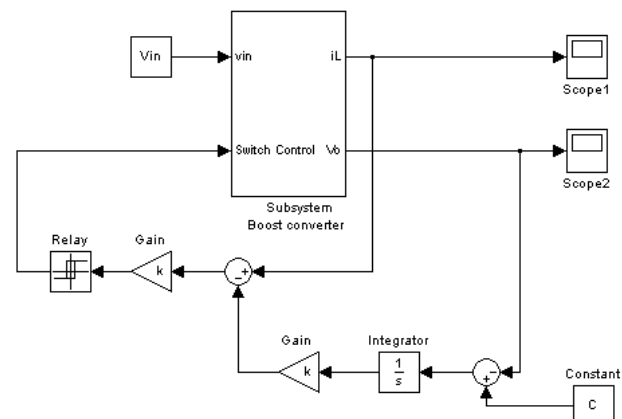 Vin
vin
iL
Scope1
Switch Control
Vo
Scope2
Subsystem
Boost converter
Relay
Gain
k
- +
-
Gain
k
Integrator
1
s
-
+
Constant
C